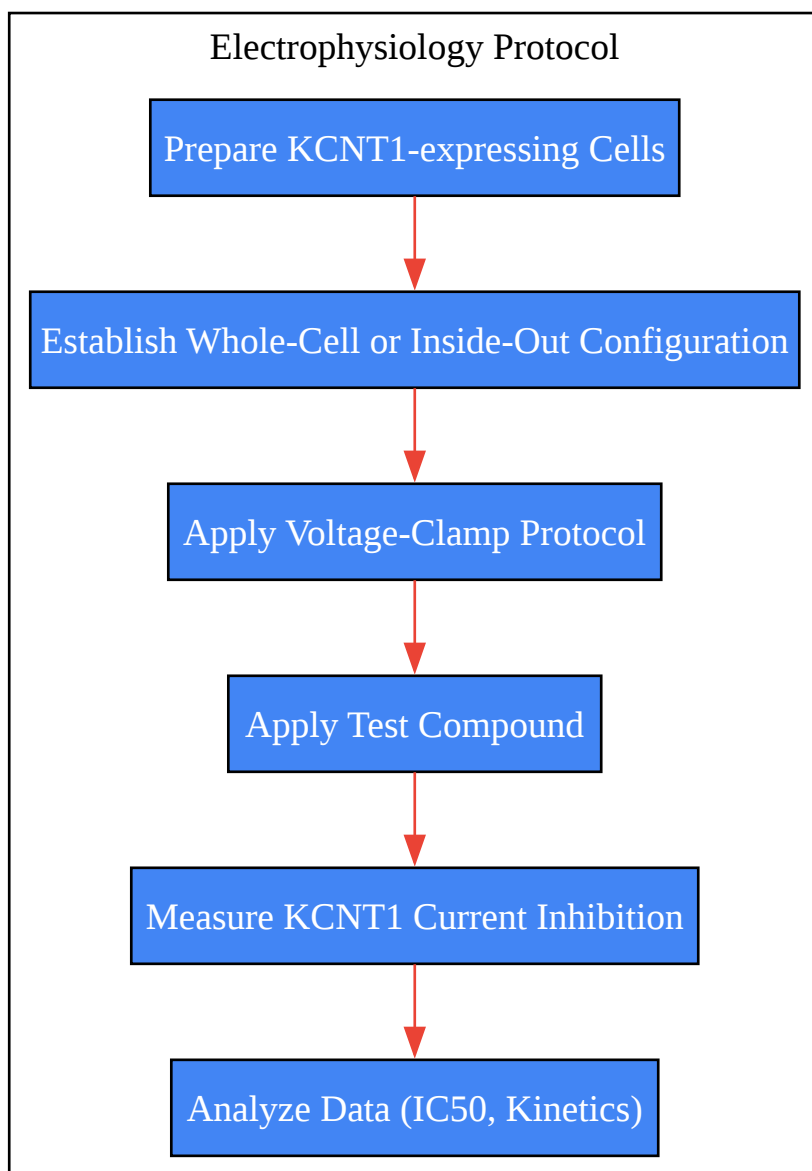 Electrophysiology Protocol
Prepare KCNT1-expressing Cells
Establish Whole-Cell or Inside-Out Configuration
Apply Voltage-Clamp Protocol
Apply Test Compound
Measure KCNT1 Current Inhibition
Analyze Data (IC50, Kinetics)